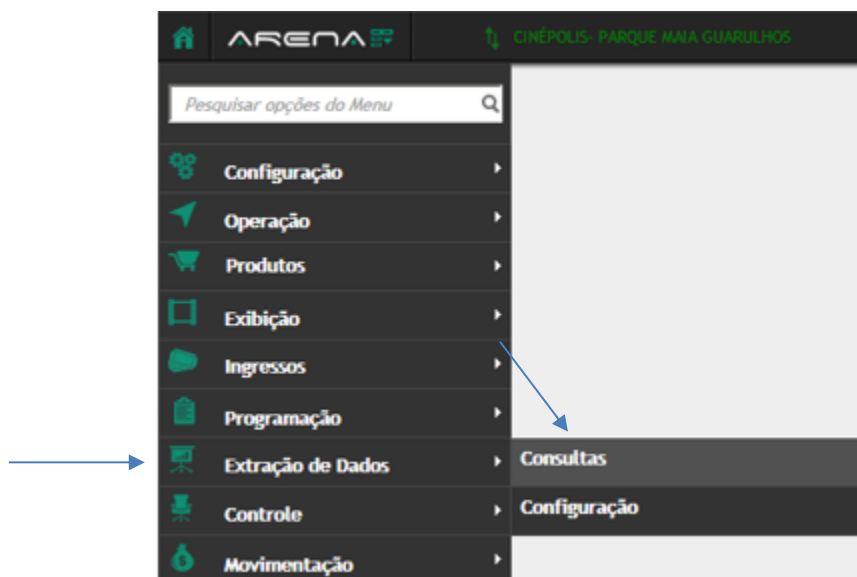 ARENA CINÉPOLIS- PARQUE MAIA GUARULHOS
Pesquisar opções do Menu
Configuração
Operação
Produtos
Exibição
Ingressos
Programação
Extração de Dados
Consultas
Controle
Configuração
Movimentação